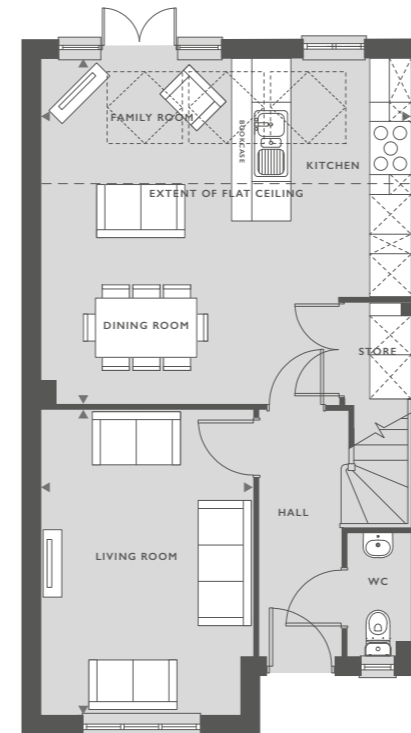 FAMILY ROOM
BOOKCASE
KITCHEN
EXTENT OF FLAT CEILING
DINING ROOM
STORE
HALL
LIVING ROOM
WC